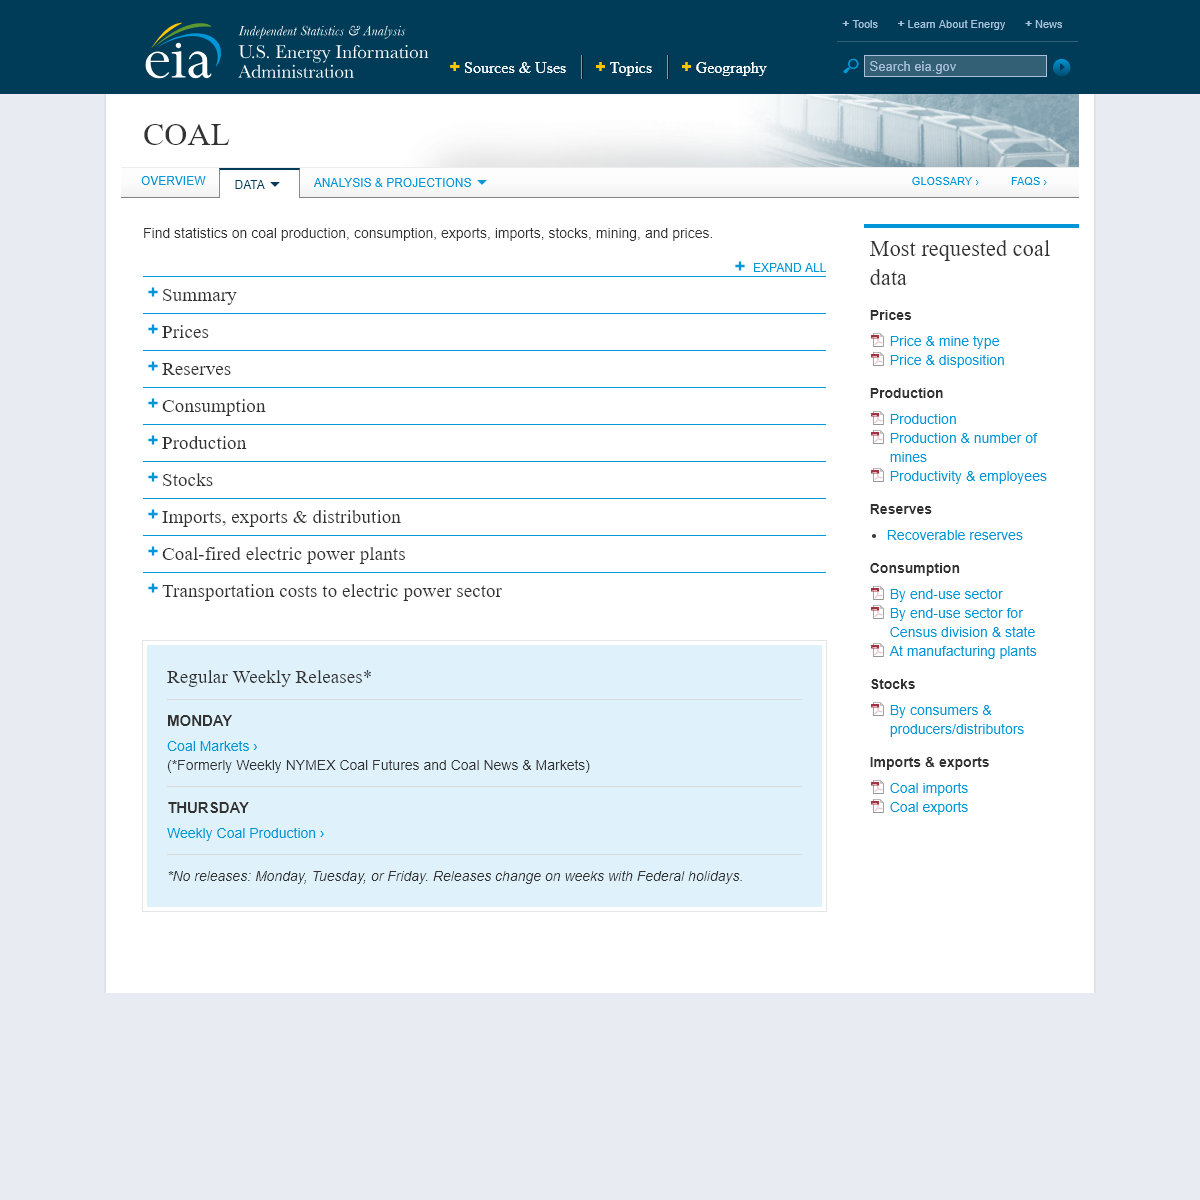 eia
Independent Statistics & Analysis
U.S. Energy Information
Administration
+ Sources & Uses
+ Topics
+ Geography
+ Tools
+ Learn About Energy
+ News
Search eia.gov
COAL
OVERVIEW
DATA
ANALYSIS & PROJECTIONS
GLOSSARY ›
FAQS ›
Find statistics on coal production, consumption, exports, imports, stocks, mining, and prices.
+ EXPAND ALL
+ Summary
+ Prices
+ Reserves
+ Consumption
+ Production
+ Stocks
+ Imports, exports & distribution
+ Coal-fired electric power plants
+ Transportation costs to electric power sector
Regular Weekly Releases*
MONDAY
Coal Markets ›
(*Formerly Weekly NYMEX Coal Futures and Coal News & Markets)
THURSDAY
Weekly Coal Production ›
*No releases: Monday, Tuesday, or Friday. Releases change on weeks with Federal holidays.
Most requested coal
data
Prices
Price & mine type
Price & disposition
Production
Production
Production & number of
mines
Productivity & employees
Reserves
• Recoverable reserves
Consumption
By end-use sector
By end-use sector for
Census division & state
At manufacturing plants
Stocks
By consumers &
producers/distributors
Imports & exports
Coal imports
Coal exports